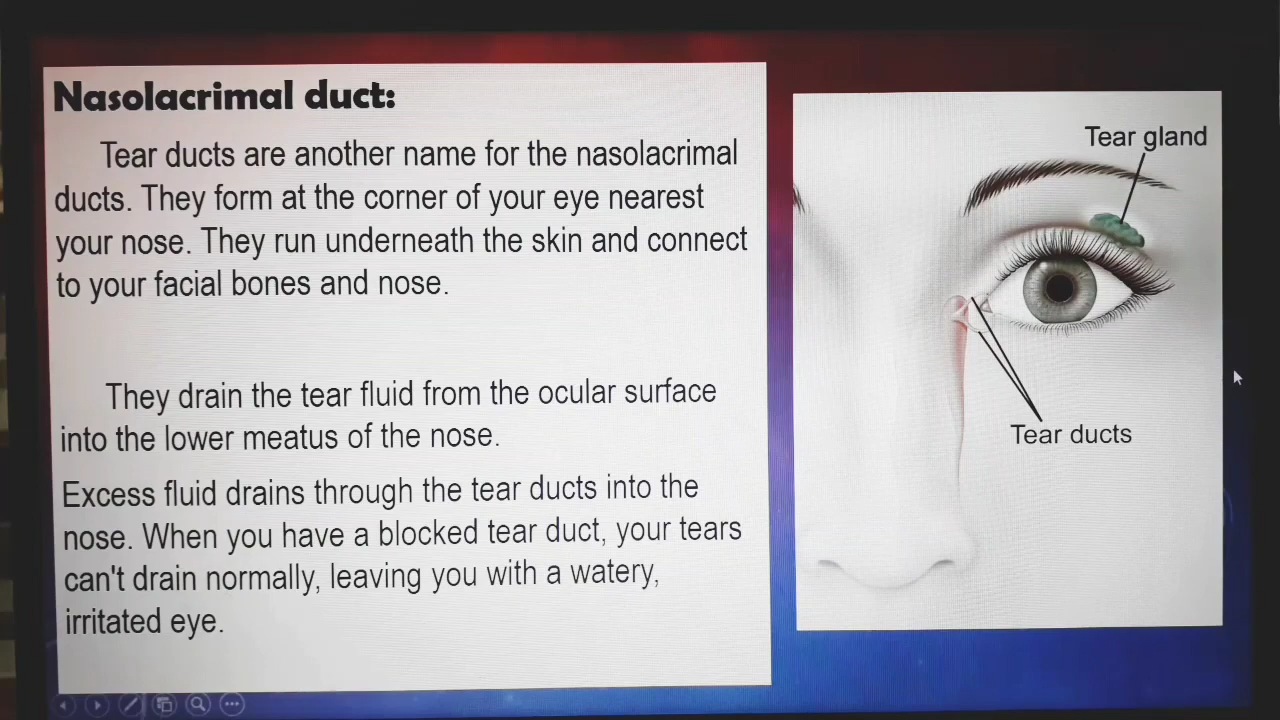 Nasolacrimal duct:
Tear ducts are another name for the nasolacrimal
ducts. They form at the corner of your eye nearest
your nose. They run underneath the skin and connect
to your facial bones and nose.
They drain the tear fluid from the ocular surface
into the lower meatus of the nose.
Excess fluid drains through the tear ducts into the
nose. When you have a blocked tear duct, your tears
can't drain normally, leaving you with a watery,
irritated eye.
Tear gland
Tear ducts